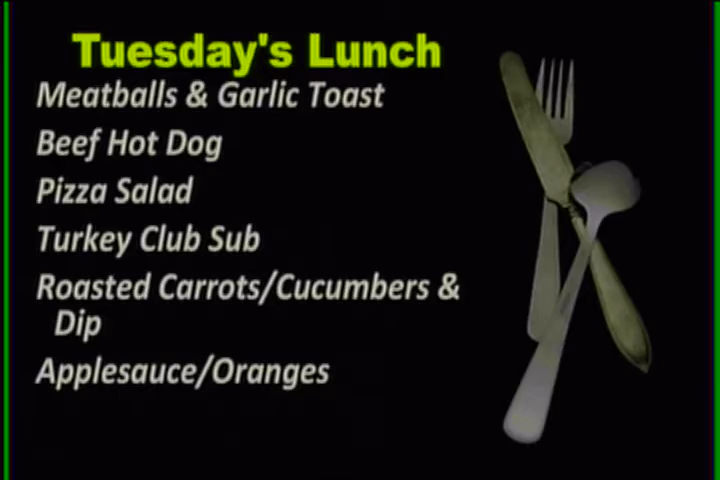 Tuesday's Lunch
Meatballs & Garlic Toast
Beef Hot Dog
Pizza Salad
Turkey Club Sub
Roasted Carrots/Cucumbers &
Dip
Applesauce/Oranges